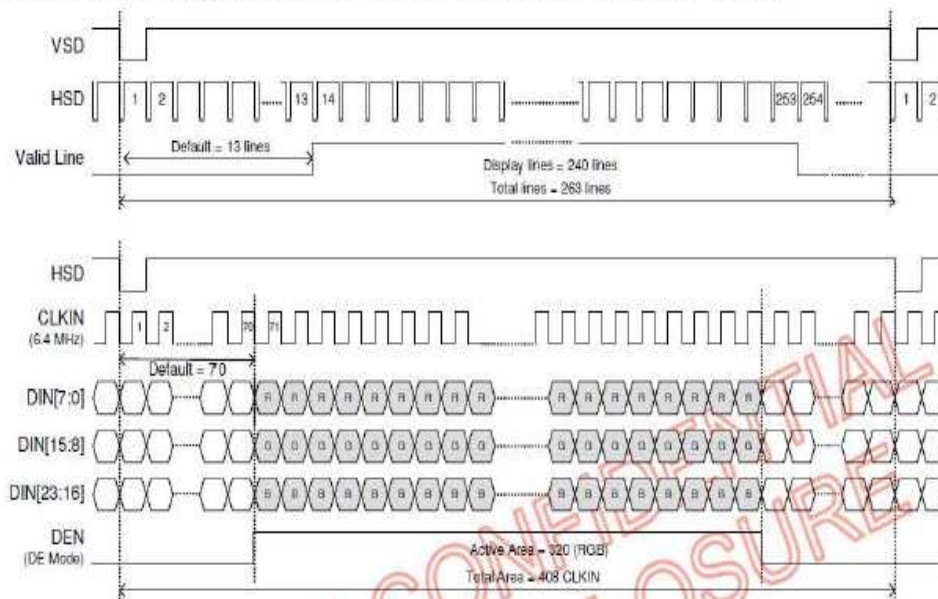 VSD
HSD 1 2 13 14 253 254 1 2
Default = 13 lines
Valid Line
Display lines = 240 lines
Total lines = 263 lines
HSD
CLKIN 1 2 70 71
(6.4 MHz)
Default = 70
DIN[7:0] R R R R R R R R R R R R R R R R R
DIN[15:8] G G G G G G G G G G G G G G G G G
DIN[23:16] B B B B B B B B B B B B B B B B B
DEN
(DE Mode)
Active Area = 320 (RGB)
Total Area = 408 CLKIN
CONFIDENTIAL